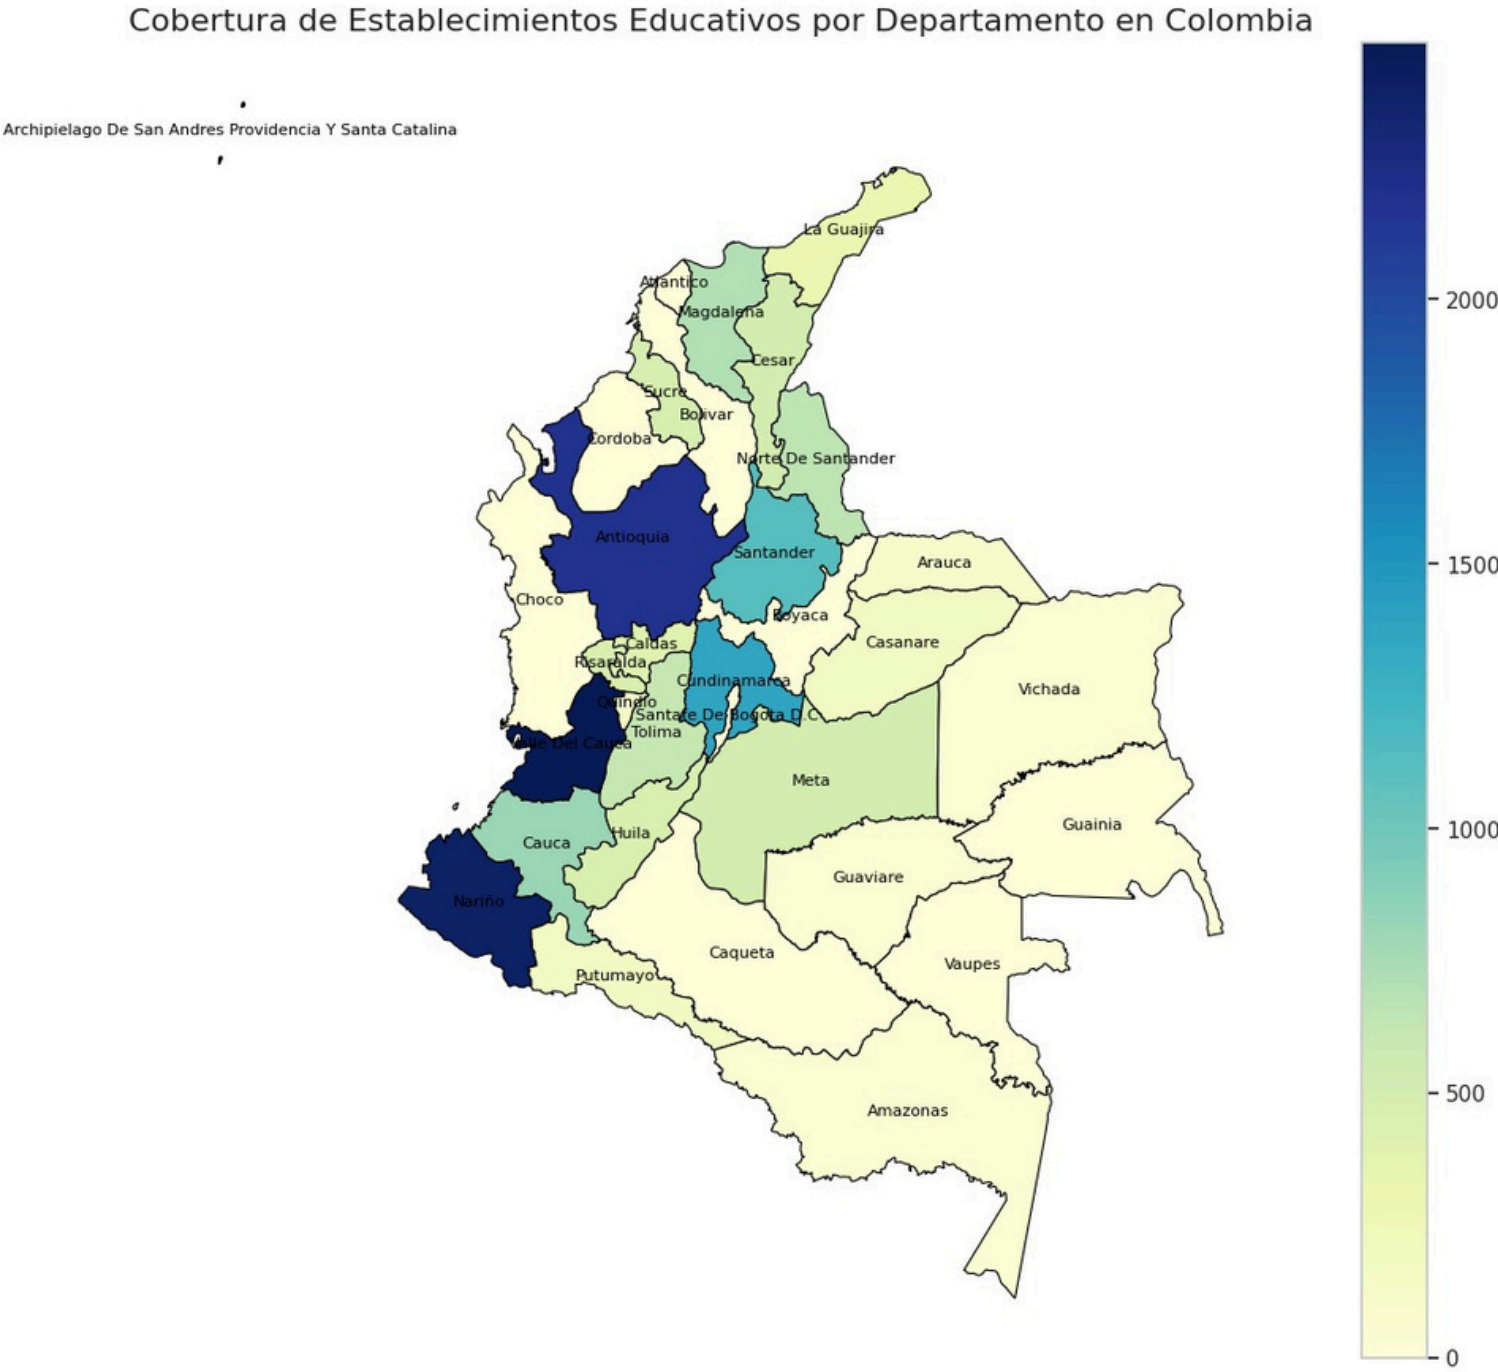 Cobertura de Establecimientos Educativos por Departamento en Colombia
Archipielago De San Andres Providencia Y Santa Catalina
La Guajira
Atlantico
Magdalena
Cesar
Sucre
Bolivar
Cordoba
Norte De Santander
Antioquia
Santander
Arauca
Choco
Boyaca
Casanare
Caldas
Risaralda
Cundinamarca
Vichada
Quindio
Santafe De Bogota D.C
Tolima
Valle Del Cauca
Meta
Guainia
Huila
Cauca
Guaviare
Nariño
Caqueta
Vaupes
Putumayo
Amazonas
2000
1500
1000
500
0